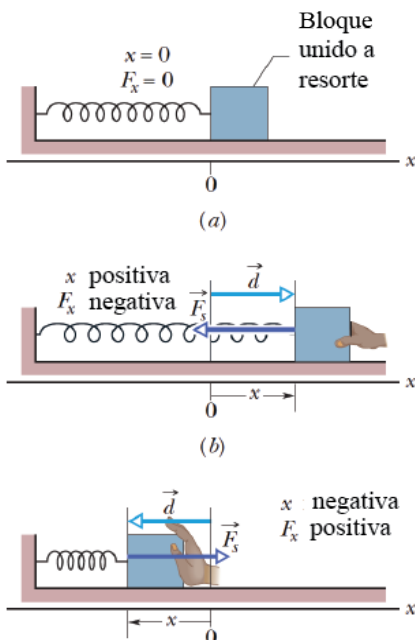 Bloque
unido a
resorte
x = 0
F_x = 0
x
0
(a)
x positiva
F_x negativa
d
F_s
x
x
0
(b)
d
x negativa
F_s
F_x positiva
x
0